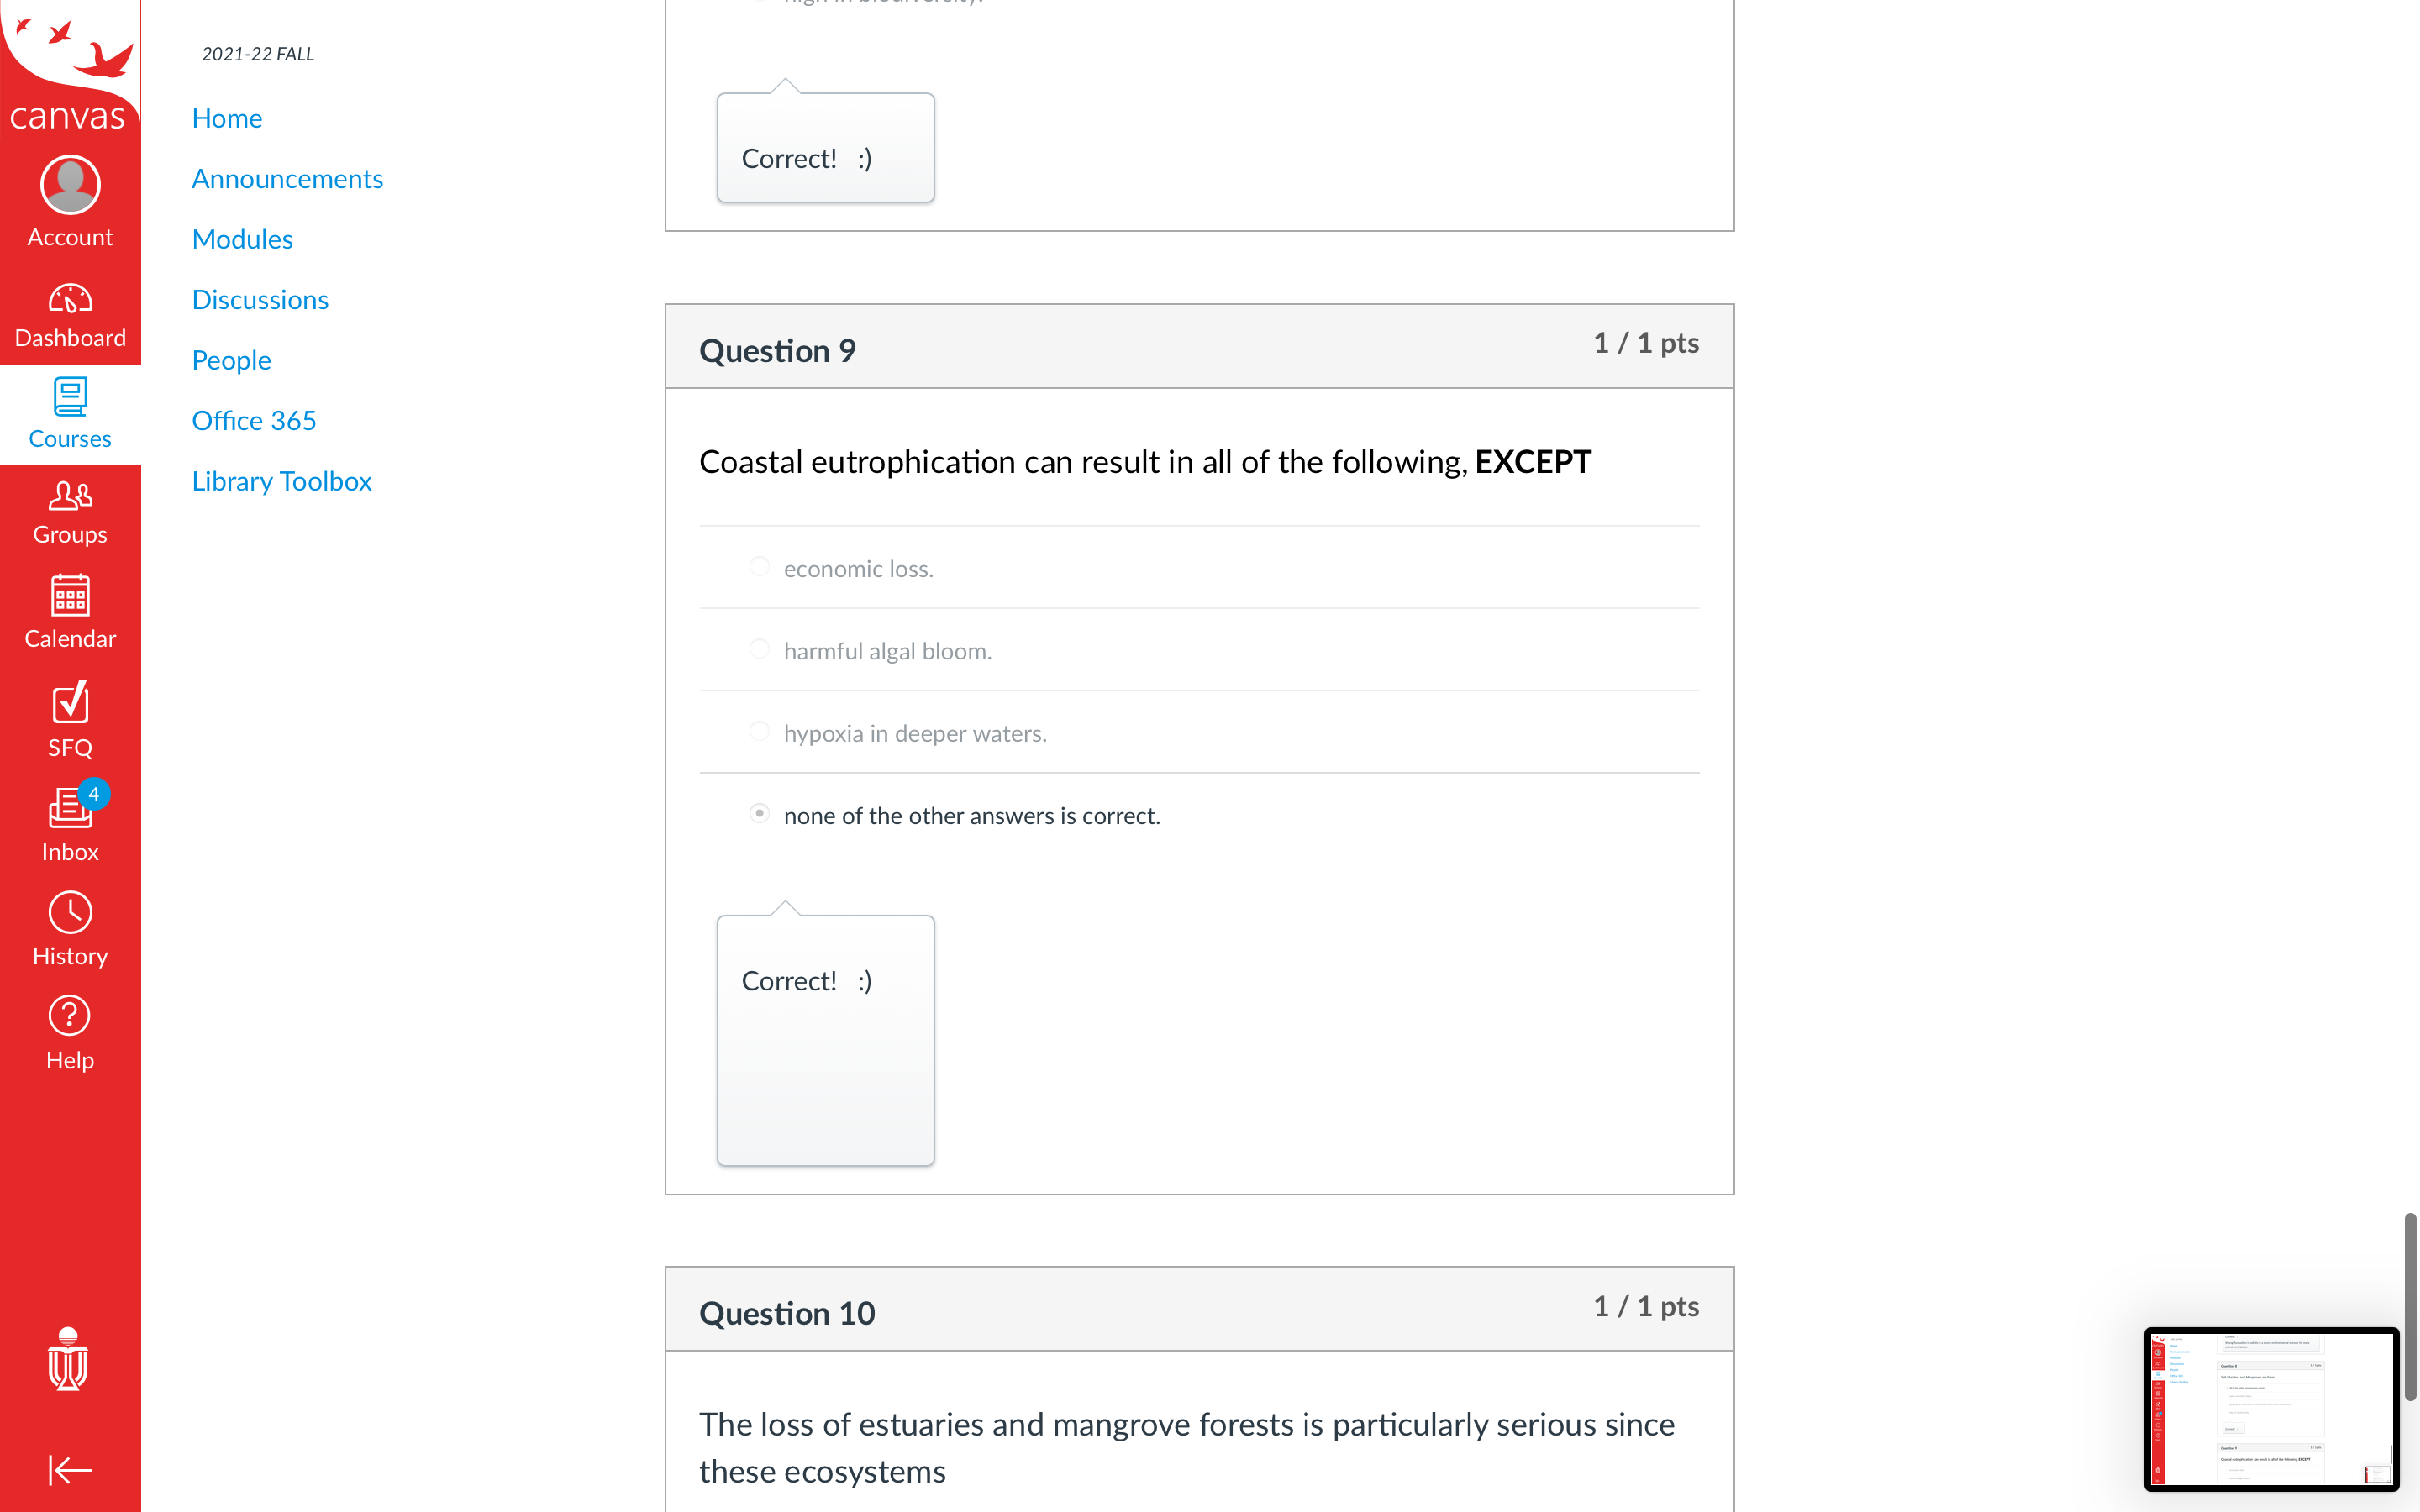 canvas
Account
Dashboard
Courses
Groups
Calendar
SFQ
4
Inbox
History
Help
2021-22 FALL
Home
Announcements
Modules
Discussions
People
Office 365
Library Toolbox
high in biodiversity.
Correct! :)
Question 9
1 / 1 pts
Coastal eutrophication can result in all of the following, EXCEPT
economic loss.
harmful algal bloom.
hypoxia in deeper waters.
none of the other answers is correct.
Correct! :)
Question 10
1 / 1 pts
The loss of estuaries and mangrove forests is particularly serious since
these ecosystems